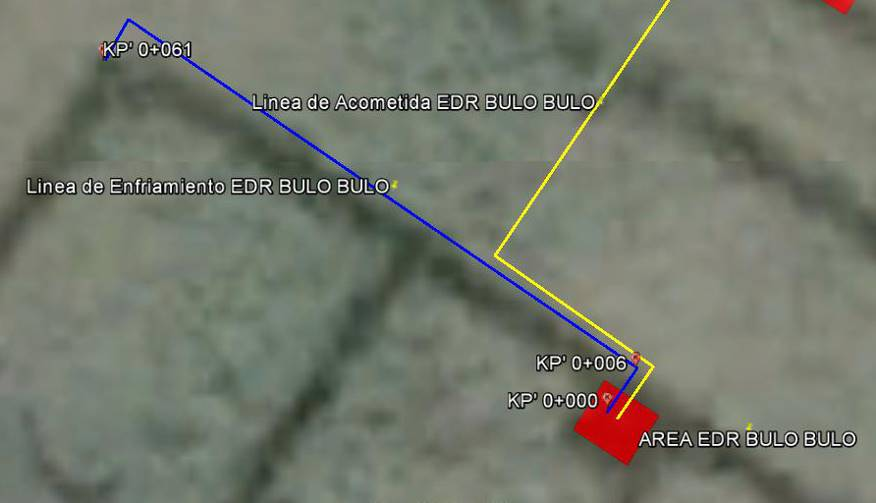 KP' 0+061
Linea de Acometida EDR BULO BULO
Linea de Enfriamiento EDR BULO BULO
KP' 0+006
KP' 0+000
AREA EDR BULO BULO